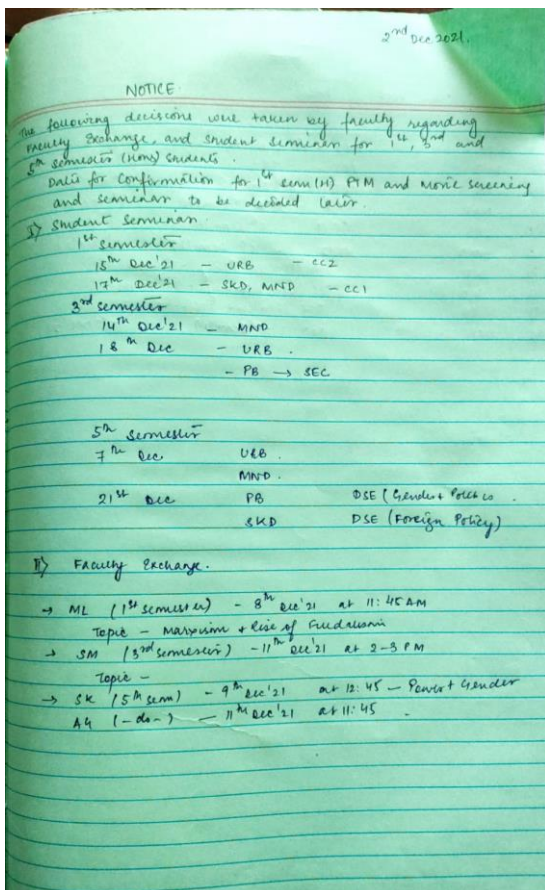 2nd Dec 2021.
NOTICE
The following decisions were taken by faculty regarding
Faculty Exchange, and student seminar for 1st, 3rd and
5th semester (Hons) students.
Dates for confirmation for 1st sem (H) PTM and movie screening
and seminar to be decided later.
I) Student Seminar.
1st semester
15th Dec'21 - URB - CC2
17th Dec'21 - SKD, MND - CC1
3rd semester
14th Dec'21 - MND
18th Dec - URB.
- PB → SEC
5th semester
7th Dec URB.
MND.
21st Dec PB DSE (Gender + Politics.
SKD DSE (Foreign Policy)
II) Faculty Exchange.
→ ML (1st semester) - 8th Dec'21 at 11:45 AM
Topic - Marxism + Rise of Feudalism
→ SM (3rd semester) - 11th Dec'21 at 2-3 PM
Topic -
→ SK (5th sem) - 9th Dec'21 at 12:45 - Power + Gender
AG (-do-) - 11th Dec'21 at 11:45 -